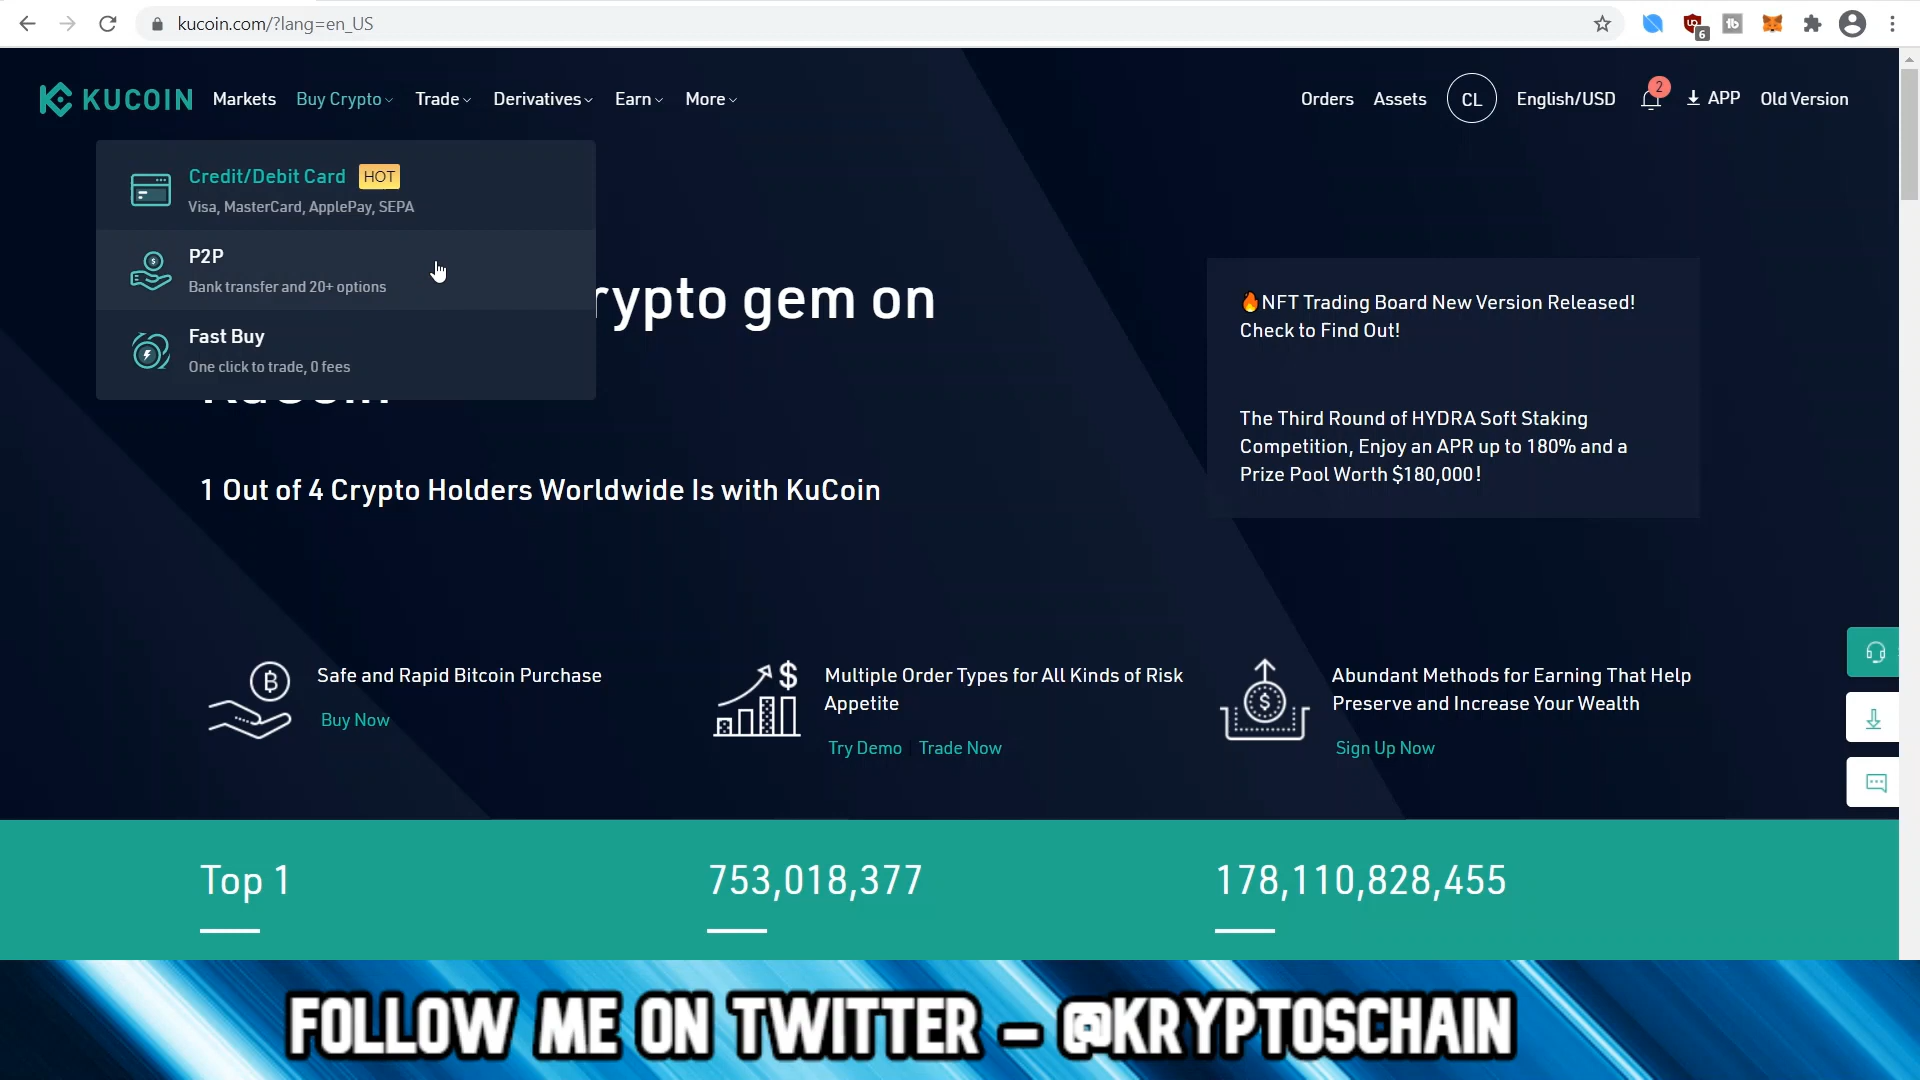 kucoin.com/?lang=en_US
6
KUCOIN Markets Buy Crypto Trade Derivatives Earn More Orders Assets CL English/USD 2 APP Old Version
Credit/Debit Card HOT
Visa, MasterCard, ApplePay, SEPA
P2P
Bank transfer and 20+ options
Fast Buy
One click to trade, 0 fees
rypto gem on
KuCoin
1 Out of 4 Crypto Holders Worldwide Is with KuCoin
🔥NFT Trading Board New Version Released!
Check to Find Out!
The Third Round of HYDRA Soft Staking
Competition, Enjoy an APR up to 180% and a
Prize Pool Worth $180,000!
Safe and Rapid Bitcoin Purchase
Buy Now
Multiple Order Types for All Kinds of Risk
Appetite
Try Demo Trade Now
Abundant Methods for Earning That Help
Preserve and Increase Your Wealth
Sign Up Now
Top 1
753,018,377
178,110,828,455
FOLLOW ME ON TWITTER – @KRYPTOSCHAIN